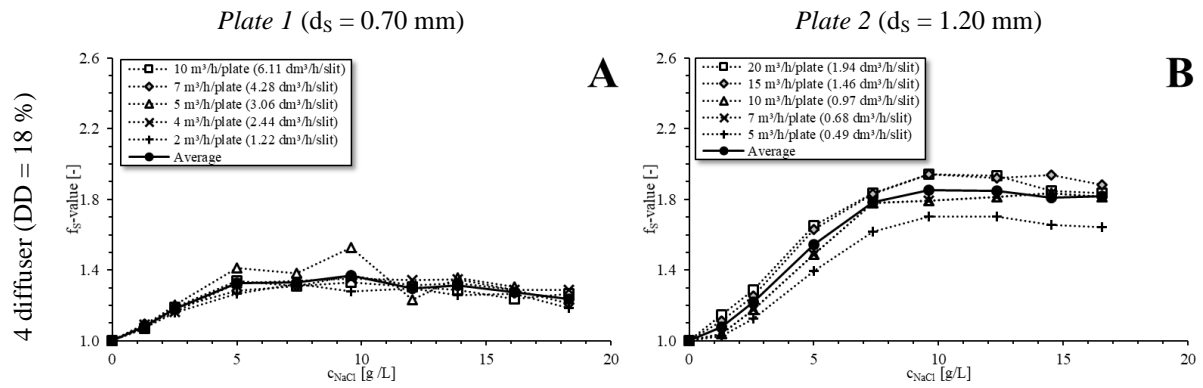 Plate 1 (dS = 0.70 mm)
Plate 2 (dS = 1.20 mm)
4 diffuser (DD = 18 %)
A
10 m³/h/plate (6.11 dm³/h/slit)
7 m³/h/plate (4.28 dm³/h/slit)
5 m³/h/plate (3.06 dm³/h/slit)
4 m³/h/plate (2.44 dm³/h/slit)
2 m³/h/plate (1.22 dm³/h/slit)
Average
fS-value [-]
2.6
2.2
1.8
1.4
1.0
0 5 10 15 20
cNaCl [g /L]
B
20 m³/h/plate (1.94 dm³/h/slit)
15 m³/h/plate (1.46 dm³/h/slit)
10 m³/h/plate (0.97 dm³/h/slit)
7 m³/h/plate (0.68 dm³/h/slit)
5 m³/h/plate (0.49 dm³/h/slit)
Average
fS-value [-]
2.6
2.2
1.8
1.4
1.0
0 5 10 15 20
cNaCl [g /L]